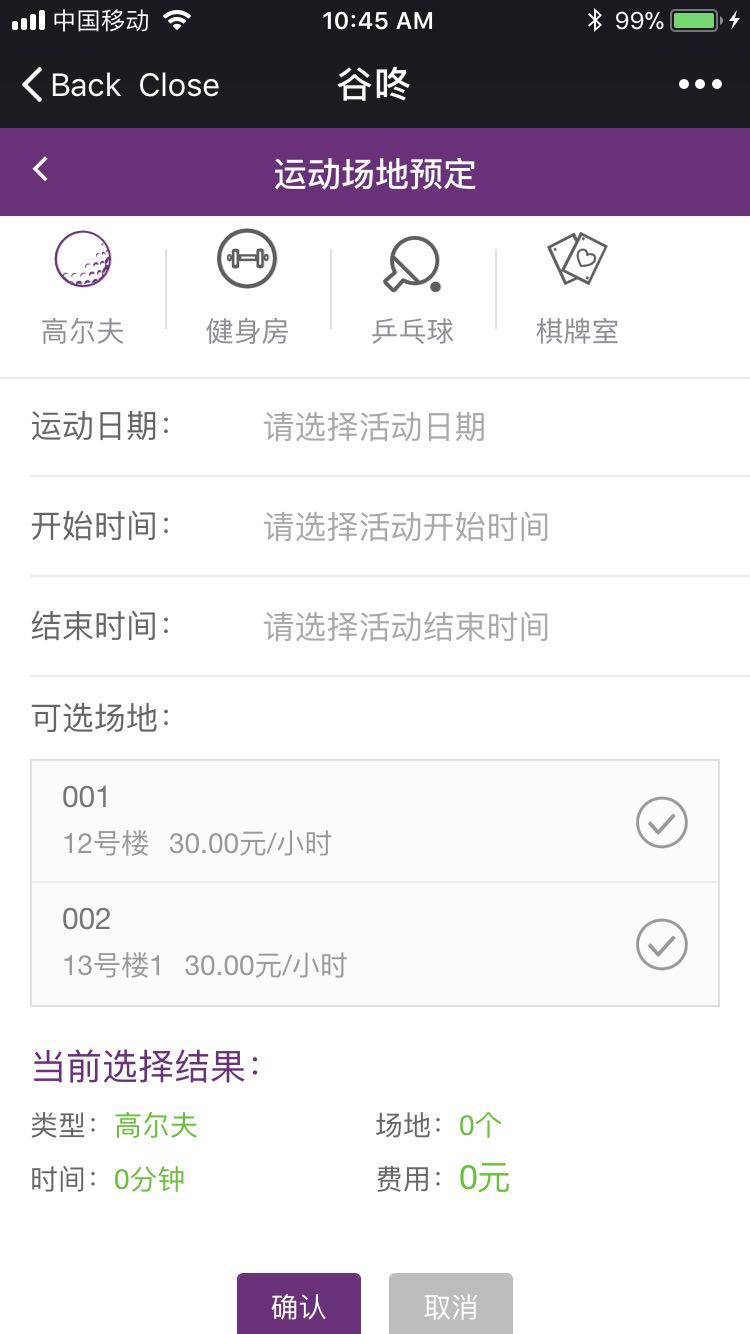 中国移动 10:45 AM 99%
Back Close 谷咚
运动场地预定
高尔夫 健身房 乒乓球 棋牌室
运动日期： 请选择活动日期
开始时间： 请选择活动开始时间
结束时间： 请选择活动结束时间
可选场地：
001
12号楼 30.00元/小时
002
13号楼1 30.00元/小时
当前选择结果：
类型：高尔夫 场地：0个
时间：0分钟 费用：0元
确认 取消